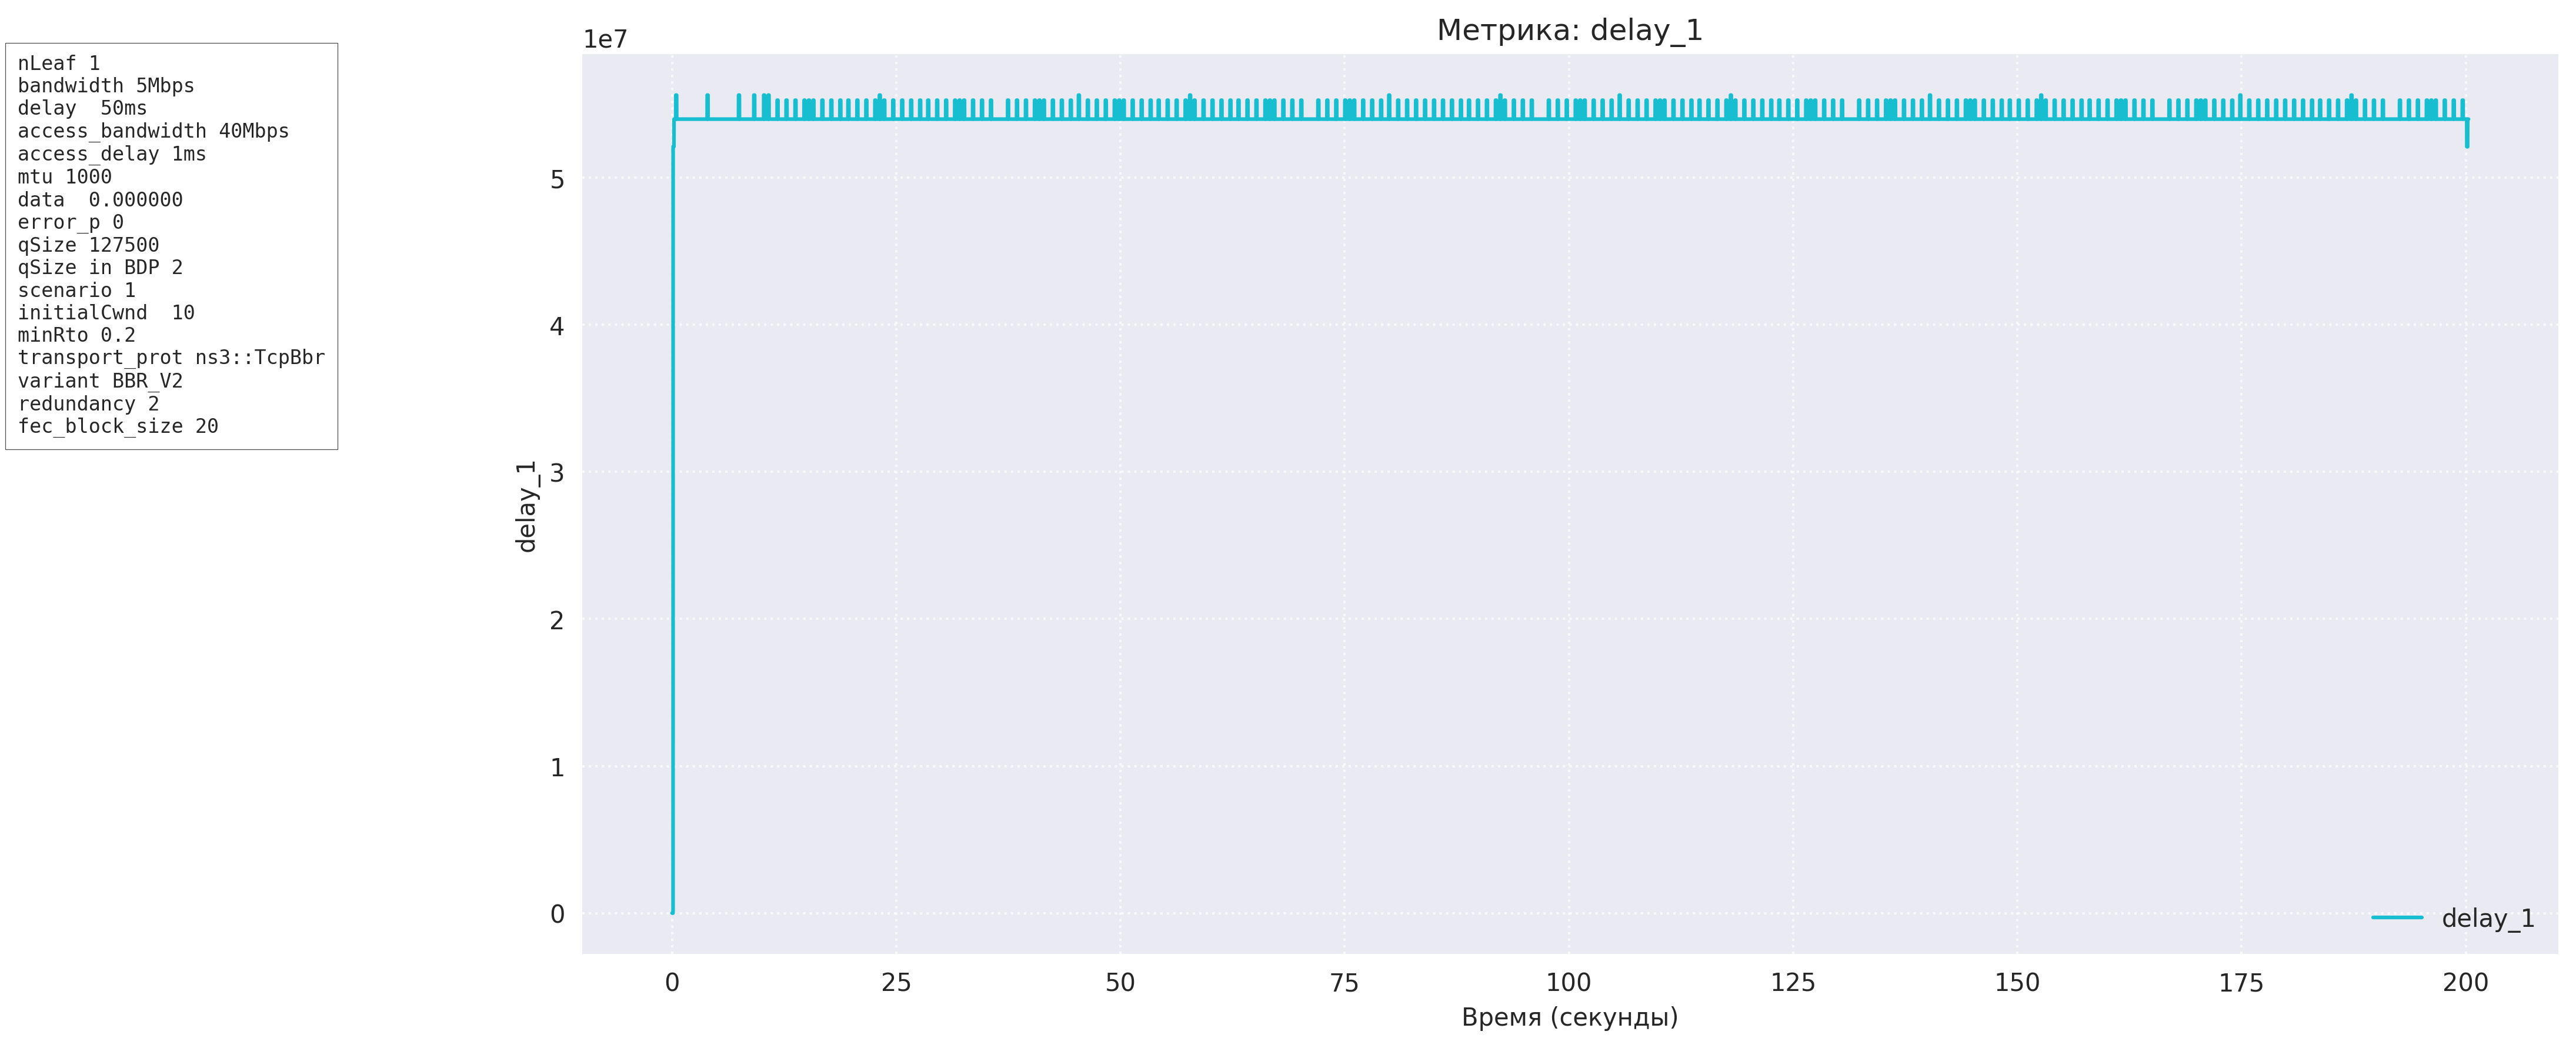 nLeaf 1
bandwidth 5Mbps
delay  50ms
access_bandwidth 40Mbps
access_delay 1ms
mtu 1000
data  0.000000
error_p 0
qSize 127500
qSize in BDP 2
scenario 1
initialCwnd  10
minRto 0.2
transport_prot ns3::TcpBbr
variant BBR_V2
redundancy 2
fec_block_size 20
Метрика: delay_1
1e7
5
4
3
2
1
0
delay_1
delay_1
0 25 50 75 100 125 150 175 200
Время (секунды)